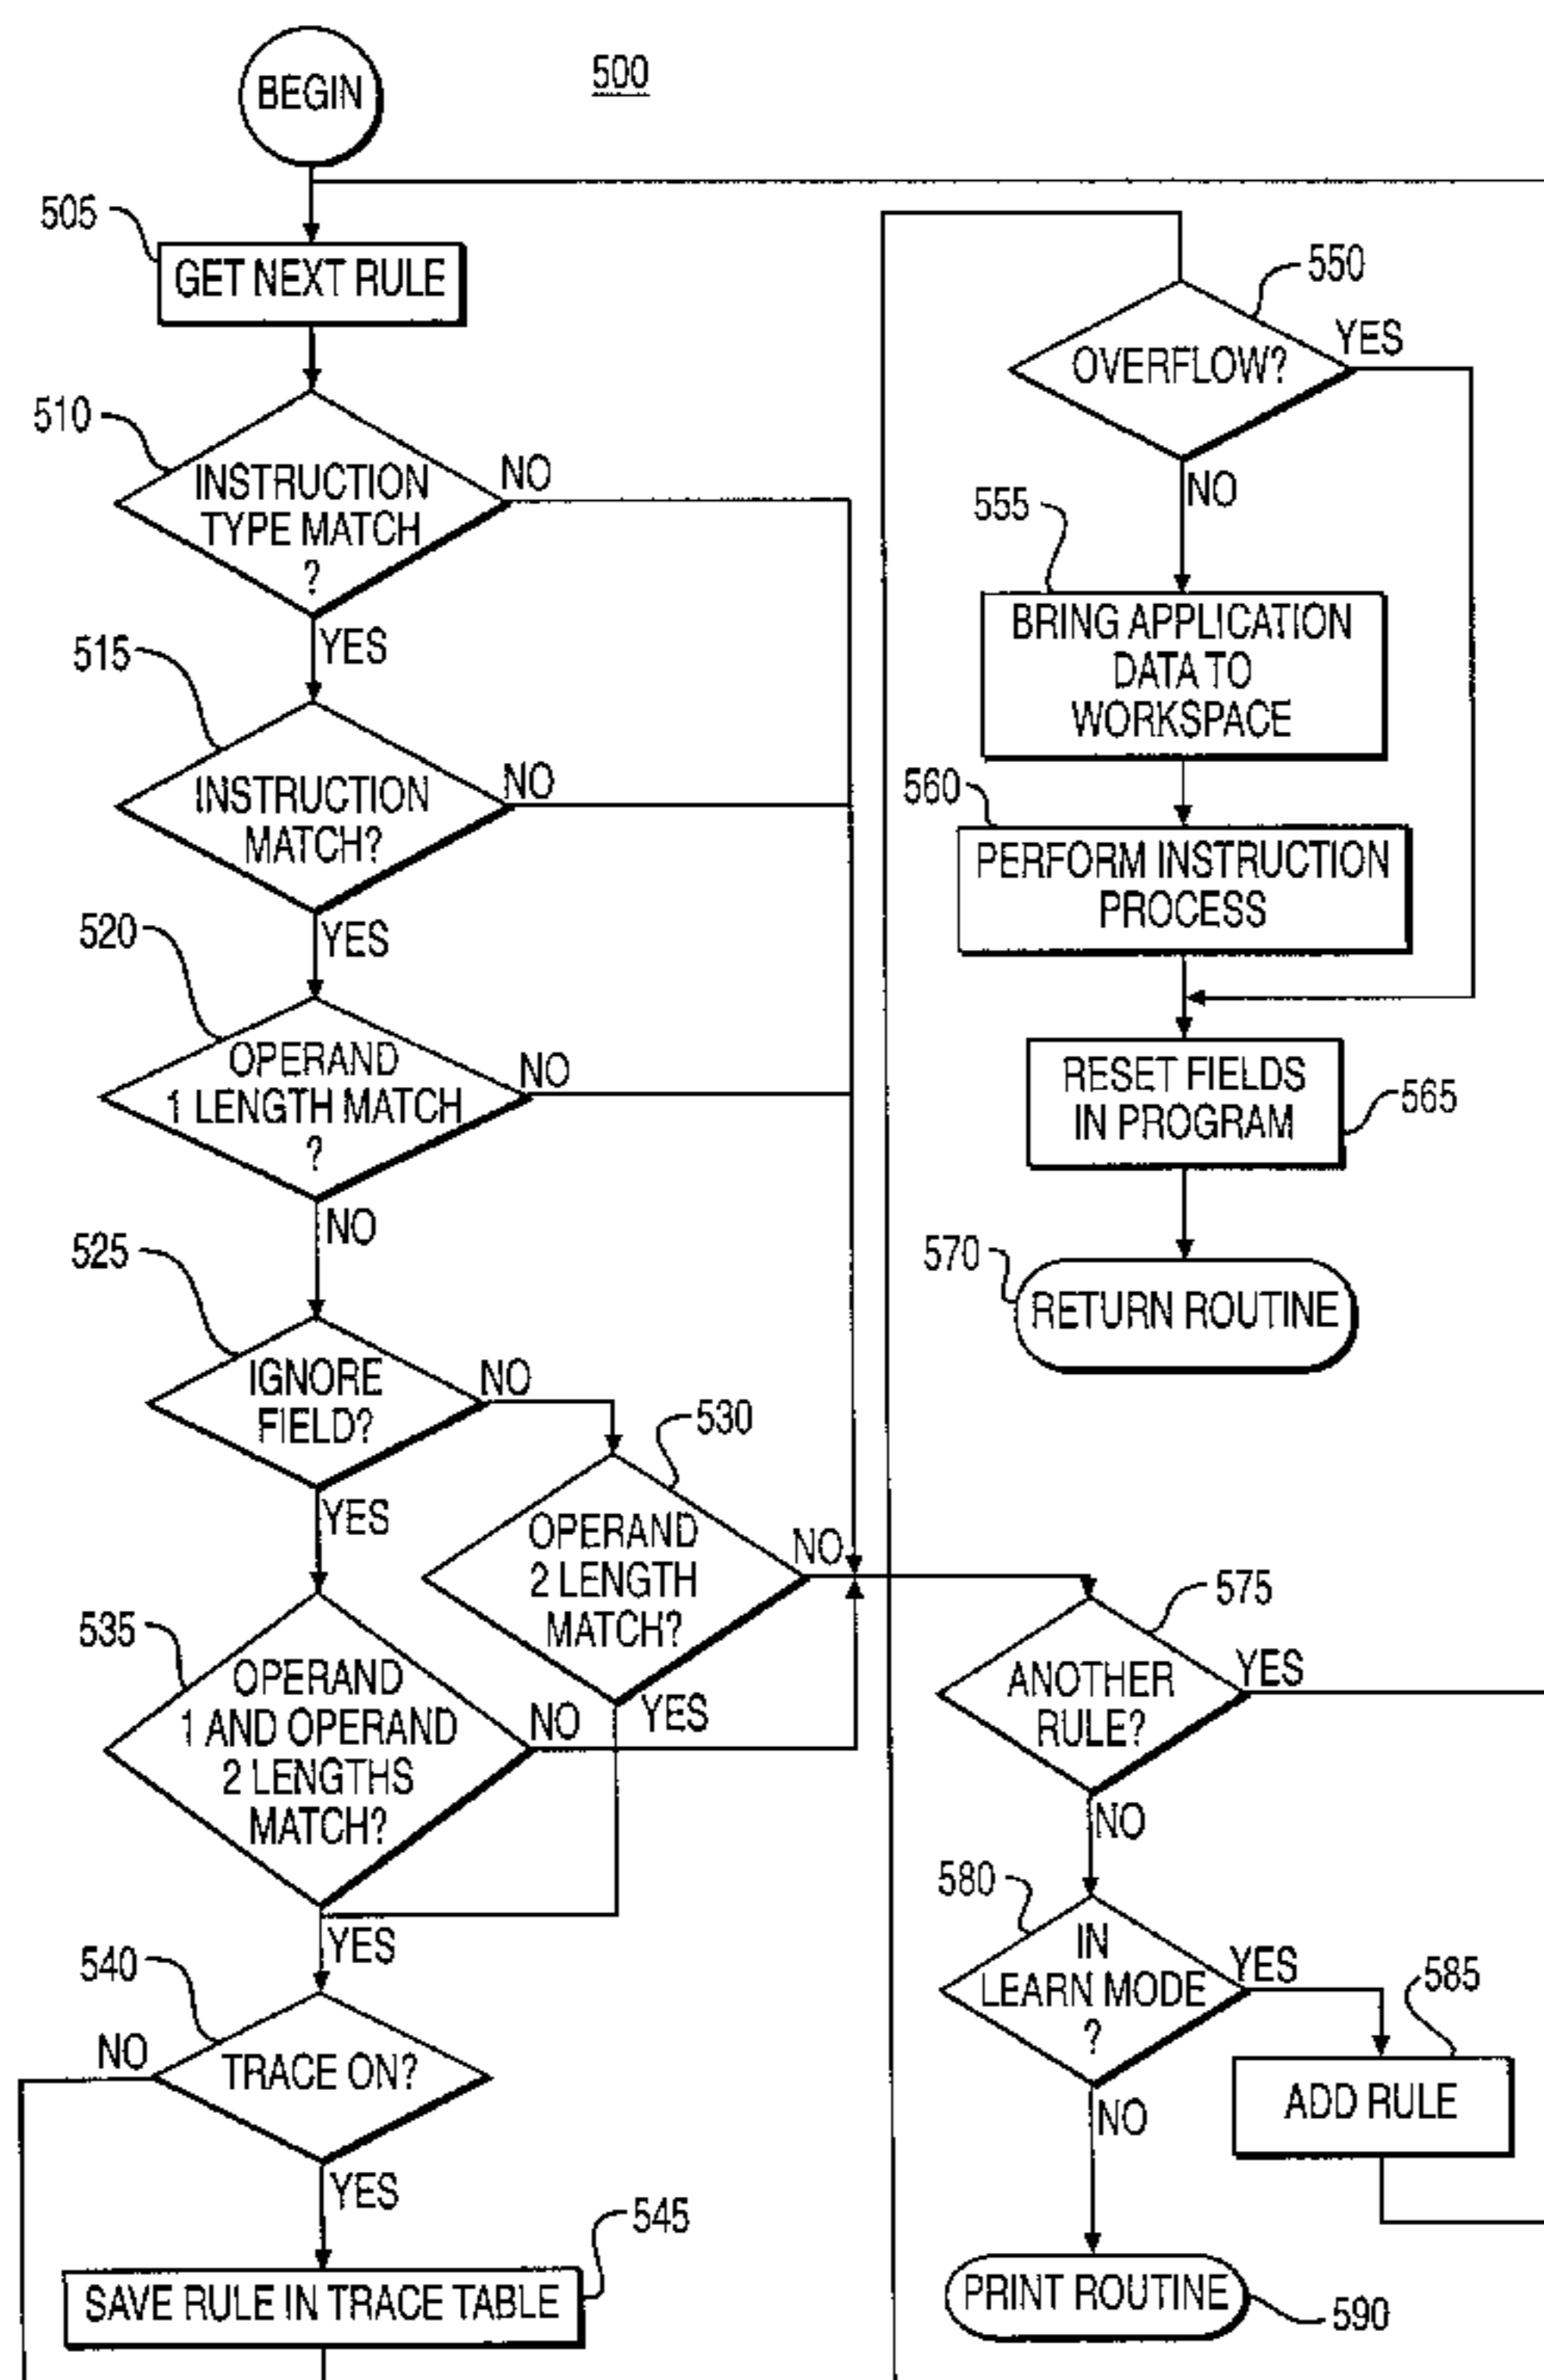 BEGIN
500
505
GET NEXT RULE
510
INSTRUCTION
TYPE MATCH
?
NO
YES
515
INSTRUCTION
MATCH?
NO
YES
520
OPERAND
1 LENGTH MATCH
?
NO
NO
525
IGNORE
FIELD?
NO
YES
530
OPERAND
2 LENGTH
MATCH?
NO
YES
535
OPERAND
1 AND OPERAND
2 LENGTHS
MATCH?
NO
YES
540
TRACE ON?
NO
YES
545
SAVE RULE IN TRACE TABLE
550
OVERFLOW?
YES
NO
555
BRING APPLICATION
DATA TO
WORKSPACE
560
PERFORM INSTRUCTION
PROCESS
RESET FIELDS
IN PROGRAM
565
570
RETURN ROUTINE
575
ANOTHER
RULE?
YES
NO
580
IN
LEARN MODE
?
YES
NO
585
ADD RULE
PRINT ROUTINE
590